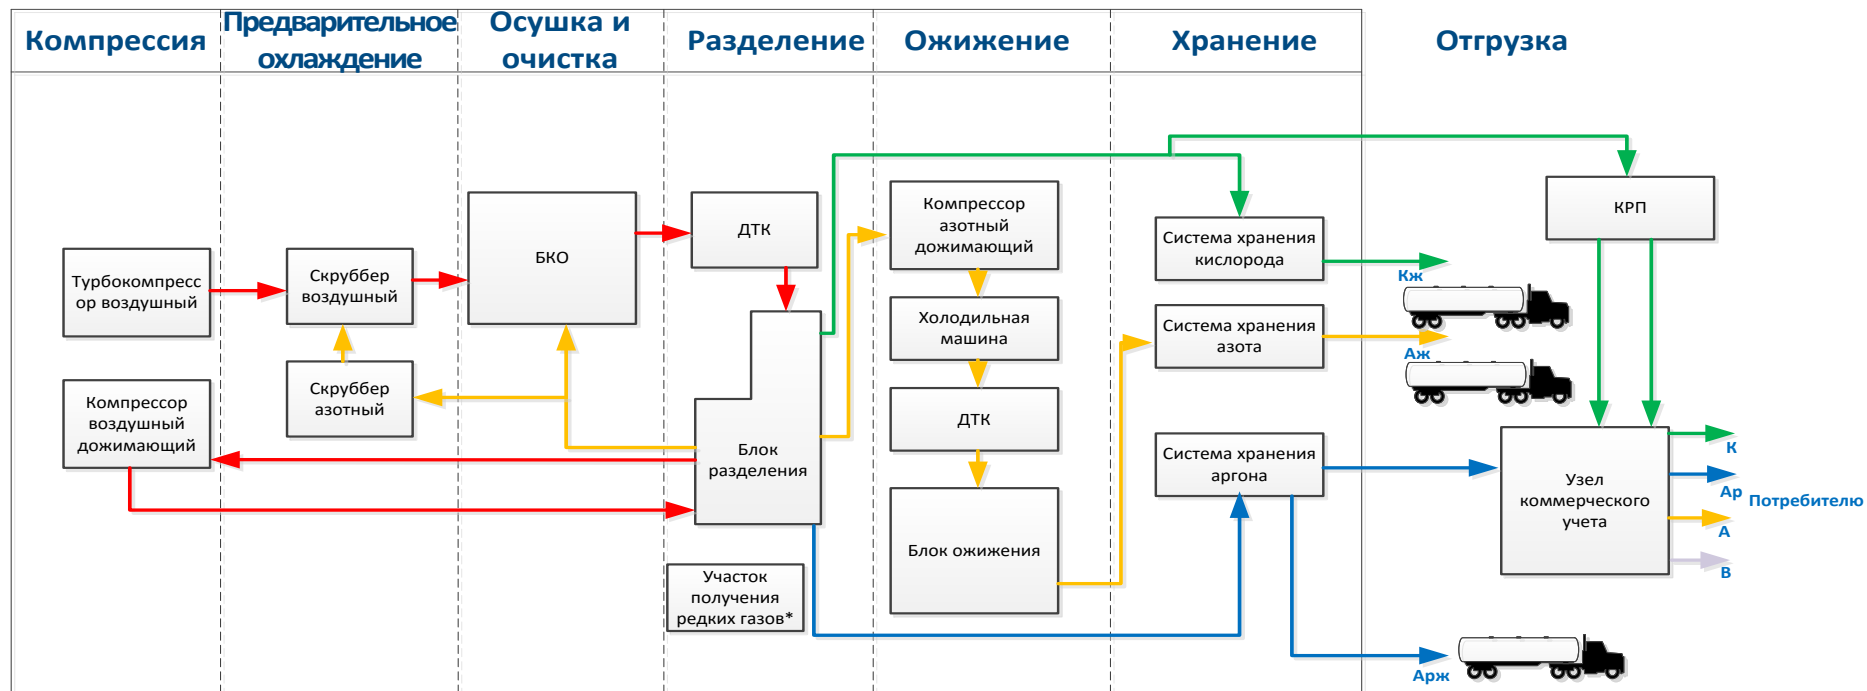 Компрессия
Предварительное
охлаждение
Осушка и
очистка
Разделение
Ожижение
Хранение
Отгрузка
Турбокомпресс
ор воздушный
Компрессор
воздушный
дожимающий
Скруббер
воздушный
Скруббер
азотный
БКО
ДТК
Блок
разделения
Участок
получения
редких газов*
Компрессор
азотный
дожимающий
Холодильная
машина
ДТК
Блок ожижения
Система хранения
кислорода
Система хранения
азота
Система хранения
аргона
КРП
Кж
Аж
Узел
коммерческого
учета
К
Ар
Потребителю
А
В
Арж